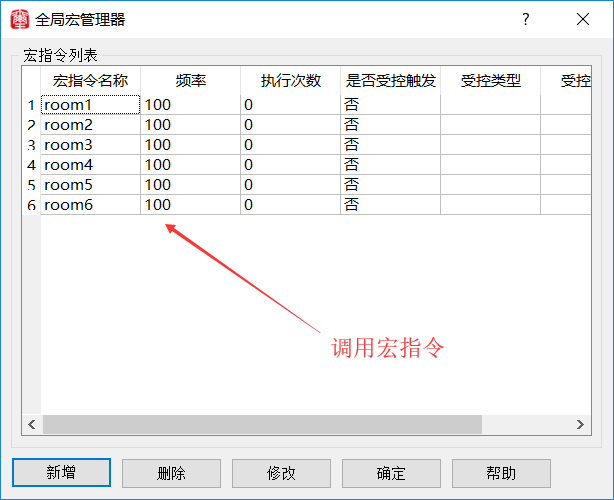 全局宏管理器 ?
宏指令列表
宏指令名称 频率 执行次数 是否受控触发 受控类型 受控
1 room1 100 0 否
2 room2 100 0 否
3 room3 100 0 否
4 room4 100 0 否
5 room5 100 0 否
6 room6 100 0 否
调用宏指令
新增 删除 修改 确定 帮助